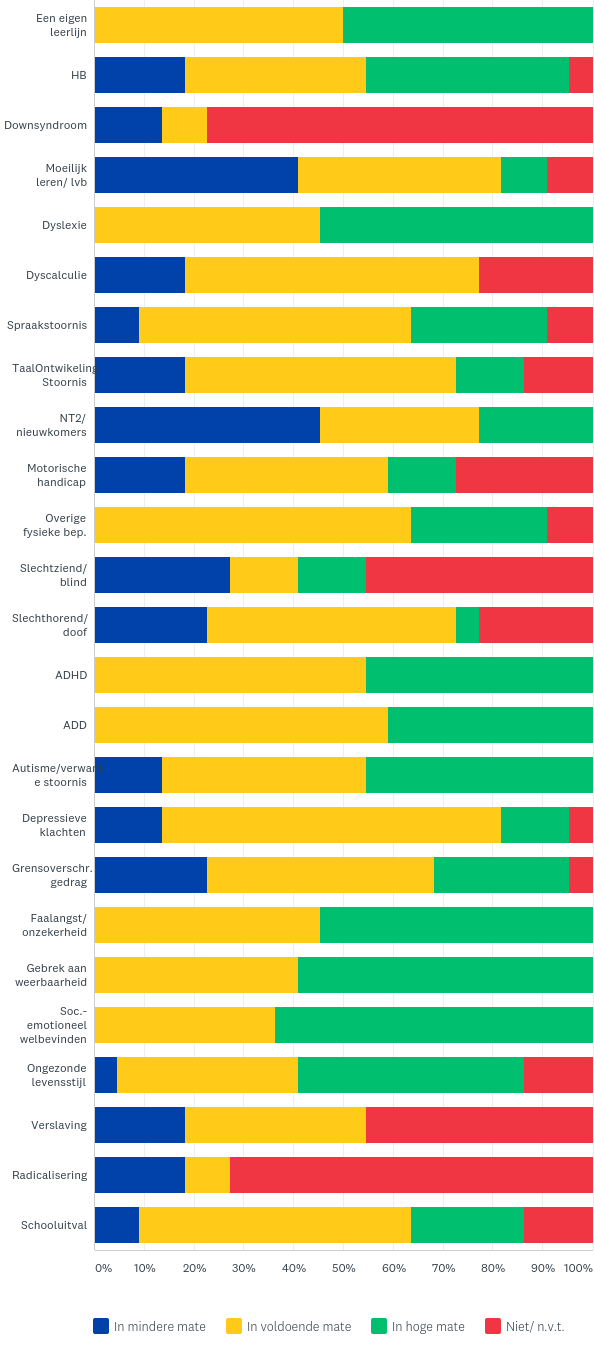 Een eigen
leerlijn
HB
Downsyndroom
Moeilijk
leren/ lvb
Dyslexie
Dyscalculie
Spraakstoornis
TaalOntwikeling
Stoornis
NT2/
nieuwkomers
Motorische
handicap
Overige
fysieke bep.
Slechtziend/
blind
Slechthorend/
doof
ADHD
ADD
Autisme/verwan
e stoornis
Depressieve
klachten
Grensoverschr.
gedrag
Faalangst/
onzekerheid
Gebrek aan
weerbaarheid
Soc.-
emotioneel
welbevinden
Ongezonde
levensstijl
Verslaving
Radicalisering
Schooluitval
0% 10% 20% 30% 40% 50% 60% 70% 80% 90% 100%
In mindere mate In voldoende mate In hoge mate Niet/ n.v.t.